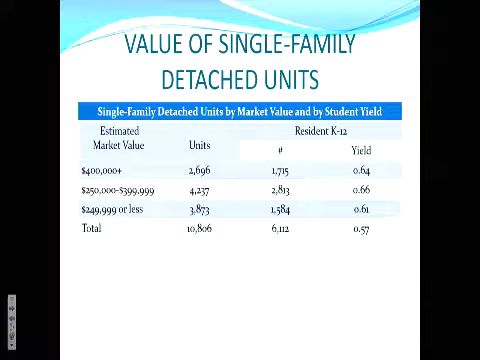 VALUE OF SINGLE-FAMILY
DETACHED UNITS
Single-Family Detached Units by Market Value and by Student Yield
Estimated Market Value Units Resident K-12
# Yield
$400,000+ 2,696 1,715 0.64
$250,000-$399,999 4,237 2,813 0.66
$249,999 or less 3,873 1,584 0.61
Total 10,806 6,112 0.57